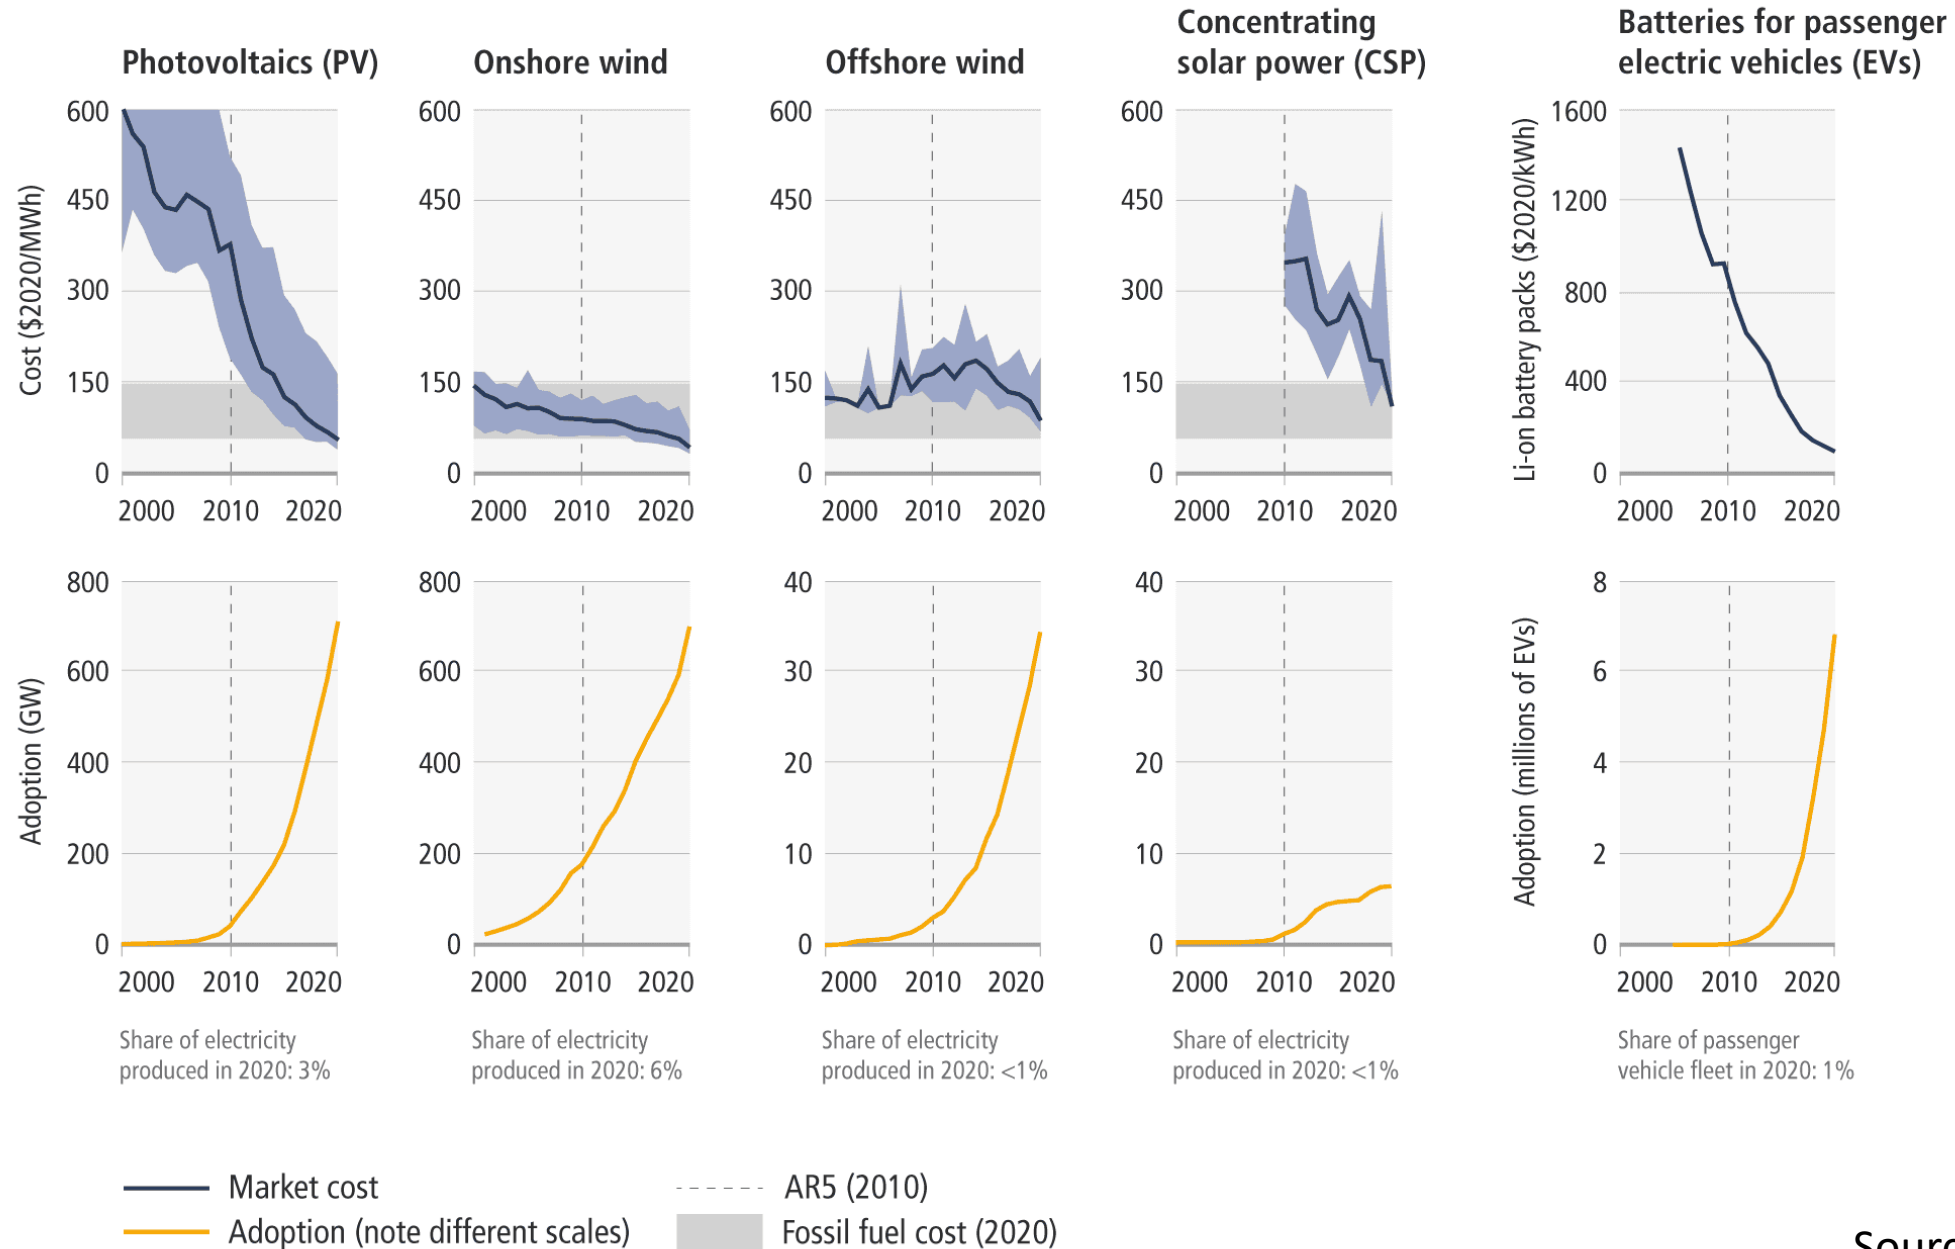 Photovoltaics (PV)
Onshore wind
Offshore wind
Concentrating
solar power (CSP)
Batteries for passenger
electric vehicles (EVs)
Cost ($2020/MWh)
600
450
300
150
0
2000 2010 2020
600
450
300
150
0
2000 2010 2020
600
450
300
150
0
2000 2010 2020
600
450
300
150
0
2000 2010 2020
Li-on battery packs ($2020/kWh)
1600
1200
800
400
0
2000 2010 2020
Adoption (GW)
800
600
400
200
0
2000 2010 2020
800
600
400
200
0
2000 2010 2020
40
30
20
10
0
2000 2010 2020
40
30
20
10
0
2000 2010 2020
Adoption (millions of EVs)
8
6
4
2
0
2000 2010 2020
Share of electricity
produced in 2020: 3%
Share of electricity
produced in 2020: 6%
Share of electricity
produced in 2020: <1%
Share of electricity
produced in 2020: <1%
Share of passenger
vehicle fleet in 2020: 1%
Market cost
Adoption (note different scales)
AR5 (2010)
Fossil fuel cost (2020)